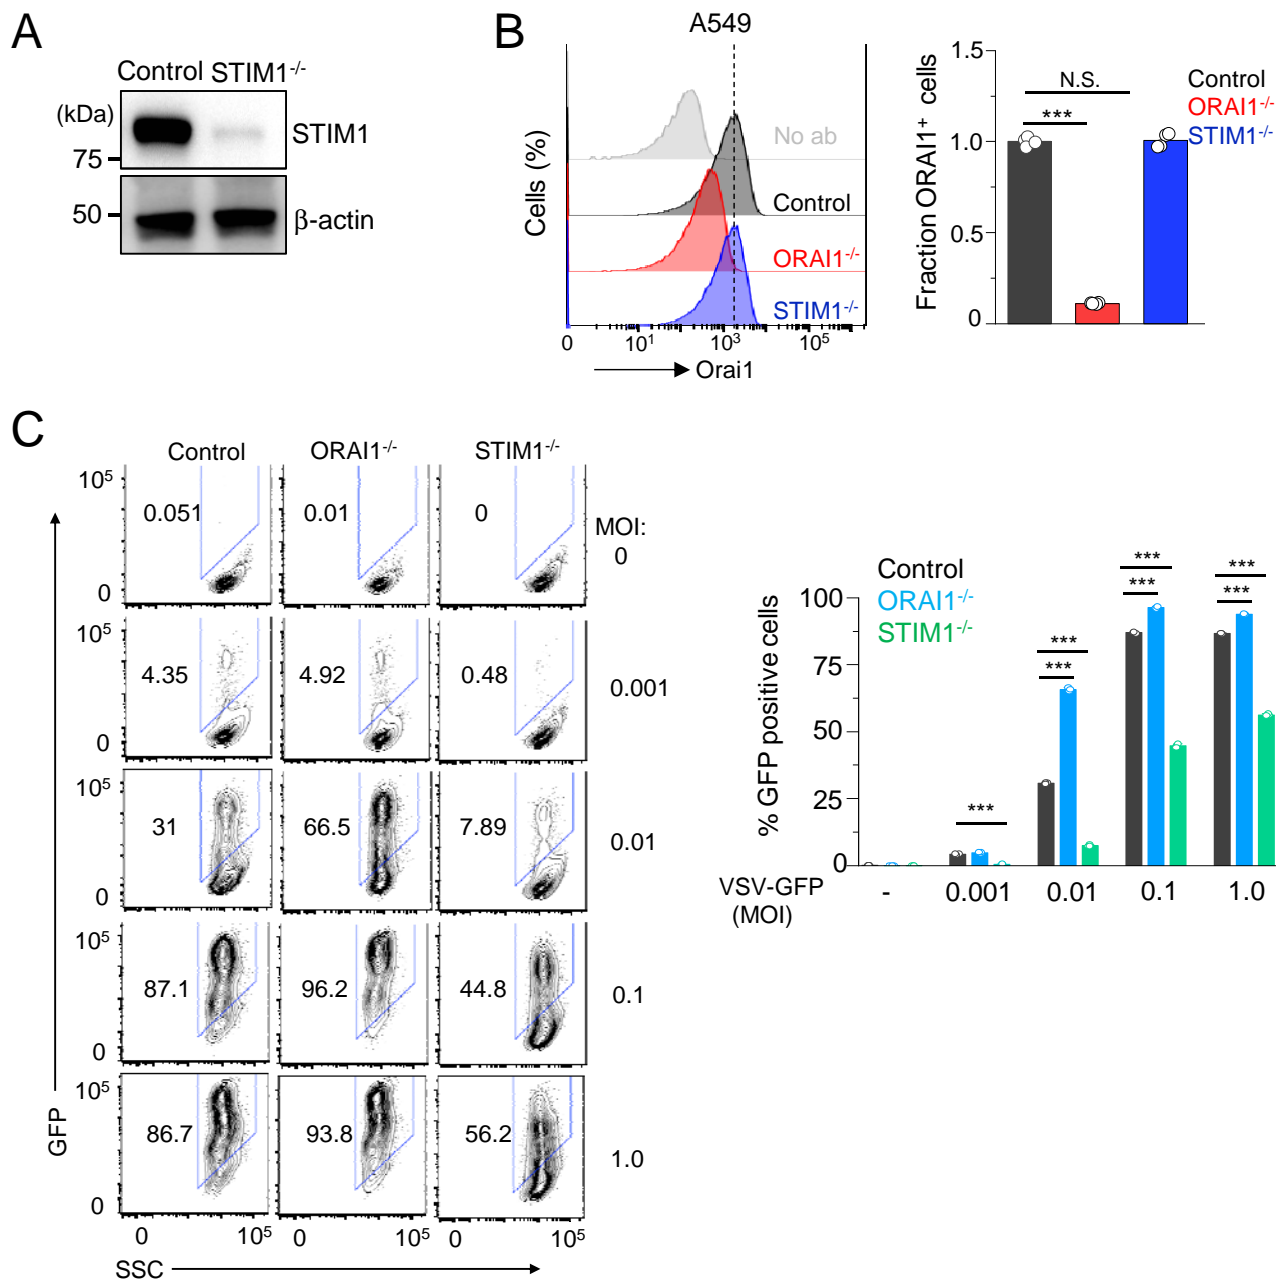 A
Control STIM1-/-
(kDa)
STIM1
75
50
β-actin
B
A549
No ab
Control
ORAI1-/-
STIM1-/-
Cells (%)
0 10¹ 10³ 10⁵
Orai1
Fraction ORAI1⁺ cells
1.5
1.0
0.5
0
N.S.
***
Control
ORAI1-/-
STIM1-/-
C
Control ORAI1-/- STIM1-/-
10⁵
0.051 0.01 0
MOI:
0
0
10⁵
4.35 4.92 0.48
0.001
0
10⁵
31 66.5 7.89
0.01
0
10⁵
87.1 96.2 44.8
0.1
0
10⁵
86.7 93.8 56.2
1.0
0
GFP
0 10⁵ 0 10⁵ 0 10⁵
SSC
Control
ORAI1-/-
STIM1-/-
% GFP positive cells
100
75
50
25
0
***
***
***
***
***
***
***
VSV-GFP
(MOI)
- 0.001 0.01 0.1 1.0